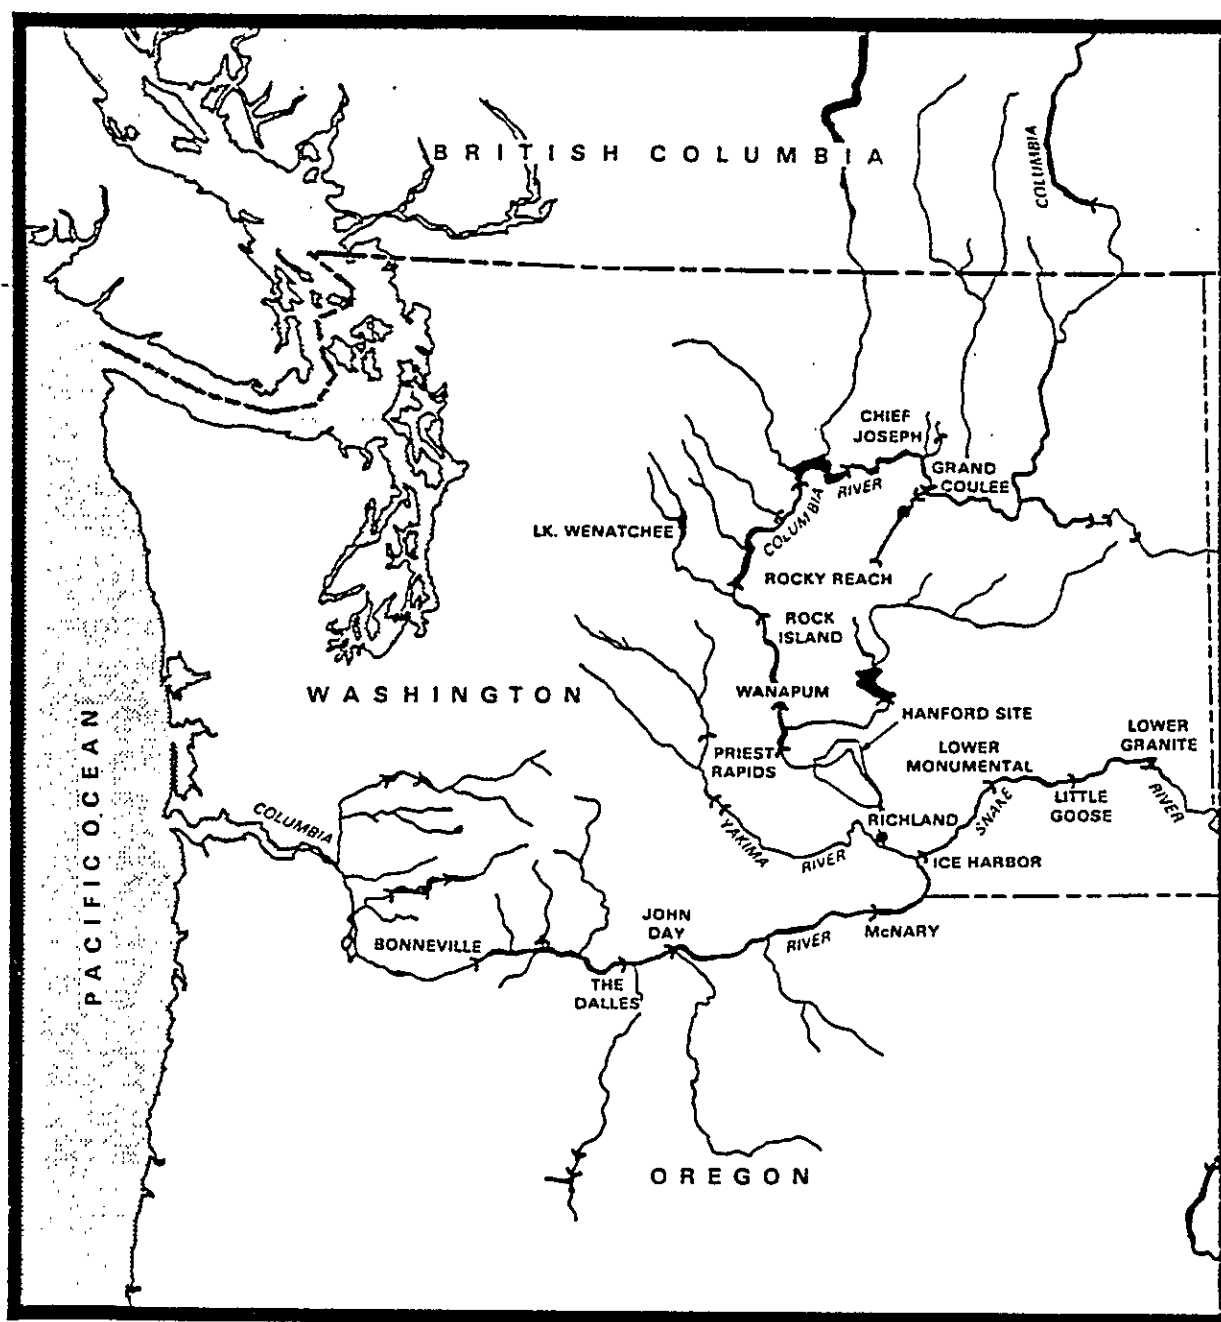 BRITISH COLUMBIA
COLUMBIA
CHIEF
JOSEPH
GRAND
COULEE
RIVER
COLUMBIA
LK. WENATCHEE
ROCKY REACH
ROCK
ISLAND
WASHINGTON
WANAPUM
HANFORD SITE
PRIEST
RAPIDS
LOWER
MONUMENTAL
LOWER
GRANITE
LITTLE
GOOSE
SNAKE
RIVER
RICHLAND
YAKIMA
RIVER
ICE HARBOR
COLUMBIA
PACIFIC OCEAN
JOHN
DAY
BONNEVILLE
RIVER
McNARY
THE
DALLES
OREGON